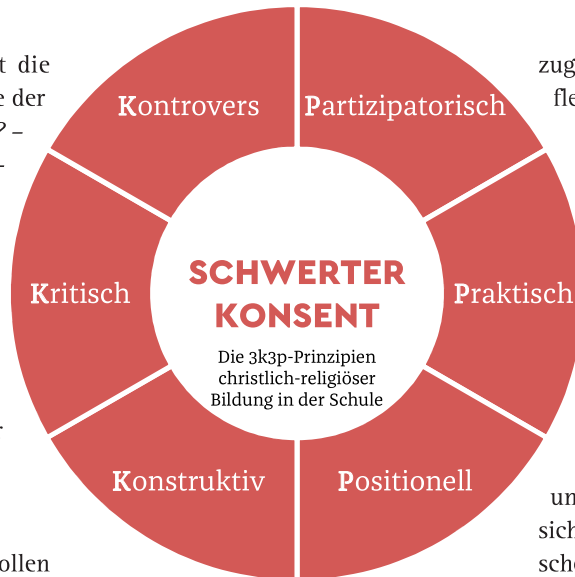 t die
e der
? –
-
.
ollen
Kontrovers
Partizipatorisch
Kritisch
SCHWERTER
KONSENT
Die 3k3p-Prinzipien
christlich-religiöser
Bildung in der Schule
Praktisch
Konstruktiv
Positionell
zug
fle
un
sich
sch